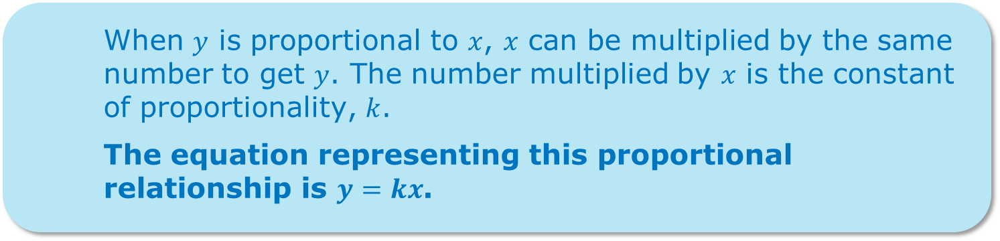 When y is proportional to x, x can be multiplied by the same
number to get y. The number multiplied by x is the constant
of proportionality, k.
The equation representing this proportional
relationship is y = kx.